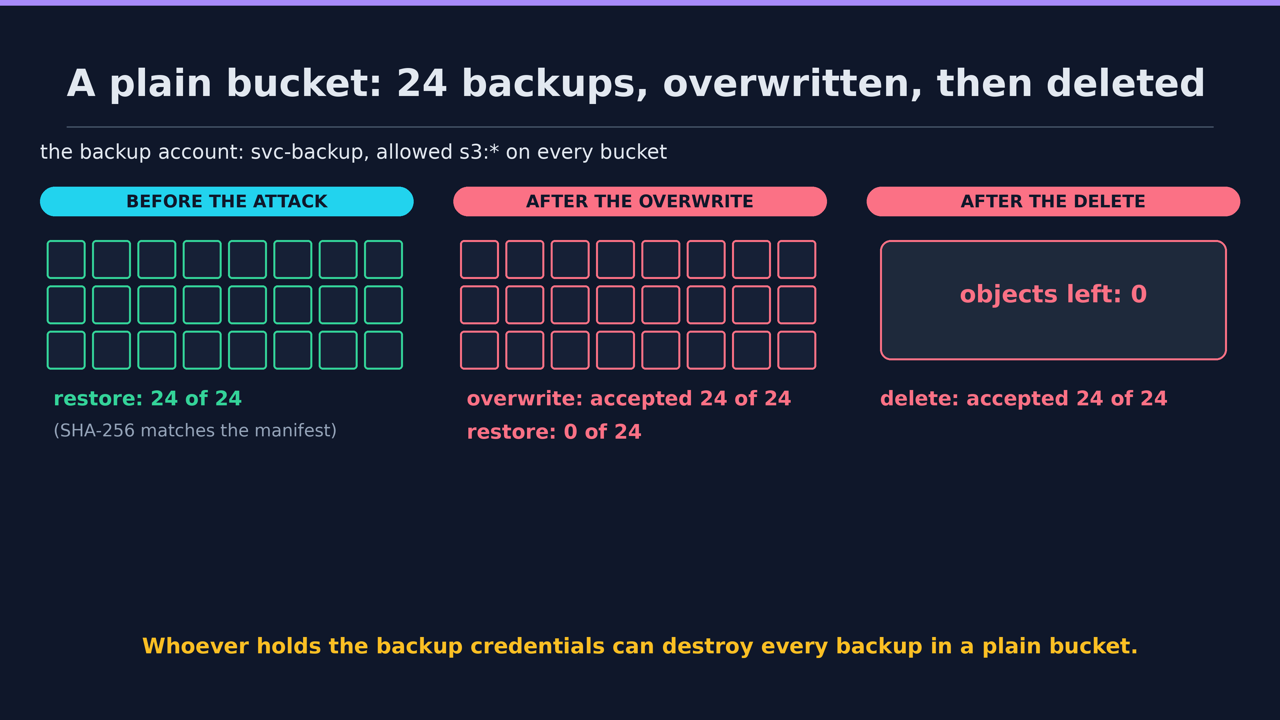 A plain bucket: 24 backups, overwritten, then deleted
the backup account: svc-backup, allowed s3:* on every bucket
BEFORE THE ATTACK
restore: 24 of 24
(SHA-256 matches the manifest)
AFTER THE OVERWRITE
overwrite: accepted 24 of 24
restore: 0 of 24
AFTER THE DELETE
objects left: 0
delete: accepted 24 of 24
Whoever holds the backup credentials can destroy every backup in a plain bucket.